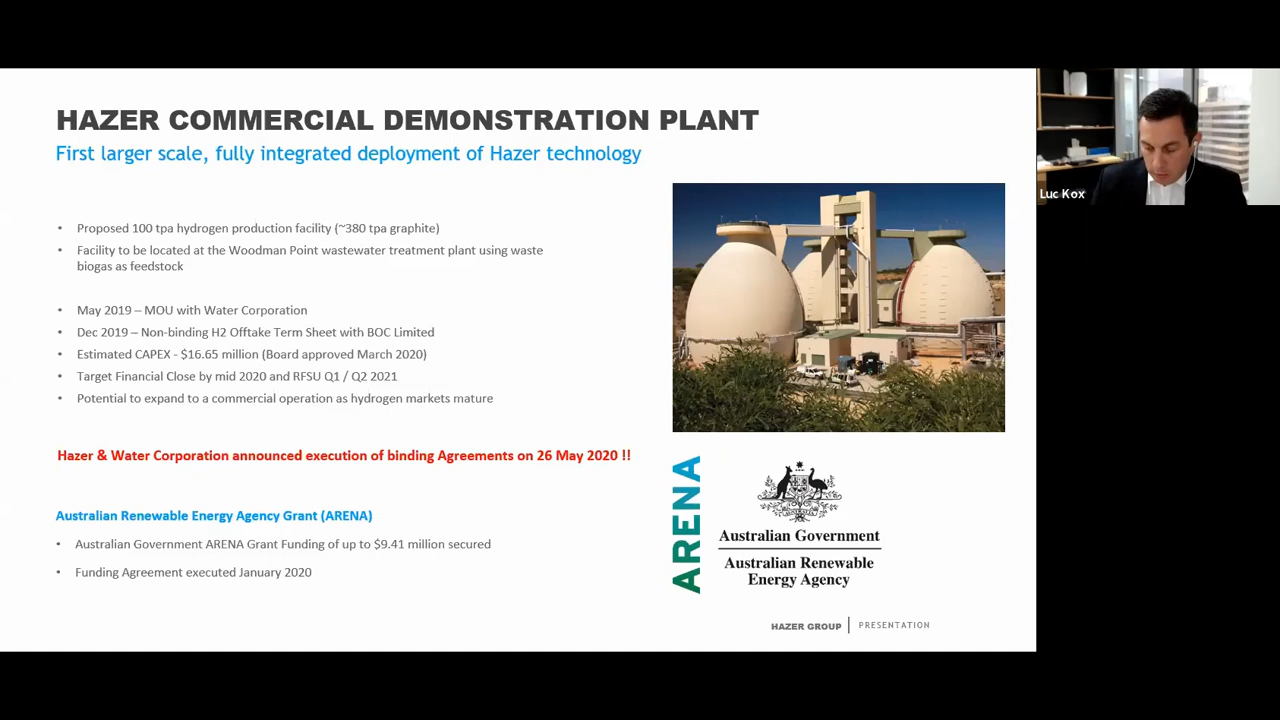 HAZER COMMERCIAL DEMONSTRATION PLANT
First larger scale, fully integrated deployment of Hazer technology
• Proposed 100 tpa hydrogen production facility (~380 tpa graphite)
• Facility to be located at the Woodman Point wastewater treatment plant using waste
biogas as feedstock
• May 2019 – MOU with Water Corporation
• Dec 2019 – Non-binding H2 Offtake Term Sheet with BOC Limited
• Estimated CAPEX - $16.65 million (Board approved March 2020)
• Target Financial Close by mid 2020 and RFSU Q1 / Q2 2021
• Potential to expand to a commercial operation as hydrogen markets mature
Hazer & Water Corporation announced execution of binding Agreements on 26 May 2020 !!
Australian Renewable Energy Agency Grant (ARENA)
• Australian Government ARENA Grant Funding of up to $9.41 million secured
• Funding Agreement executed January 2020
ARENA
Australian Government
Australian Renewable
Energy Agency
HAZER GROUP | PRESENTATION
Luc Kox